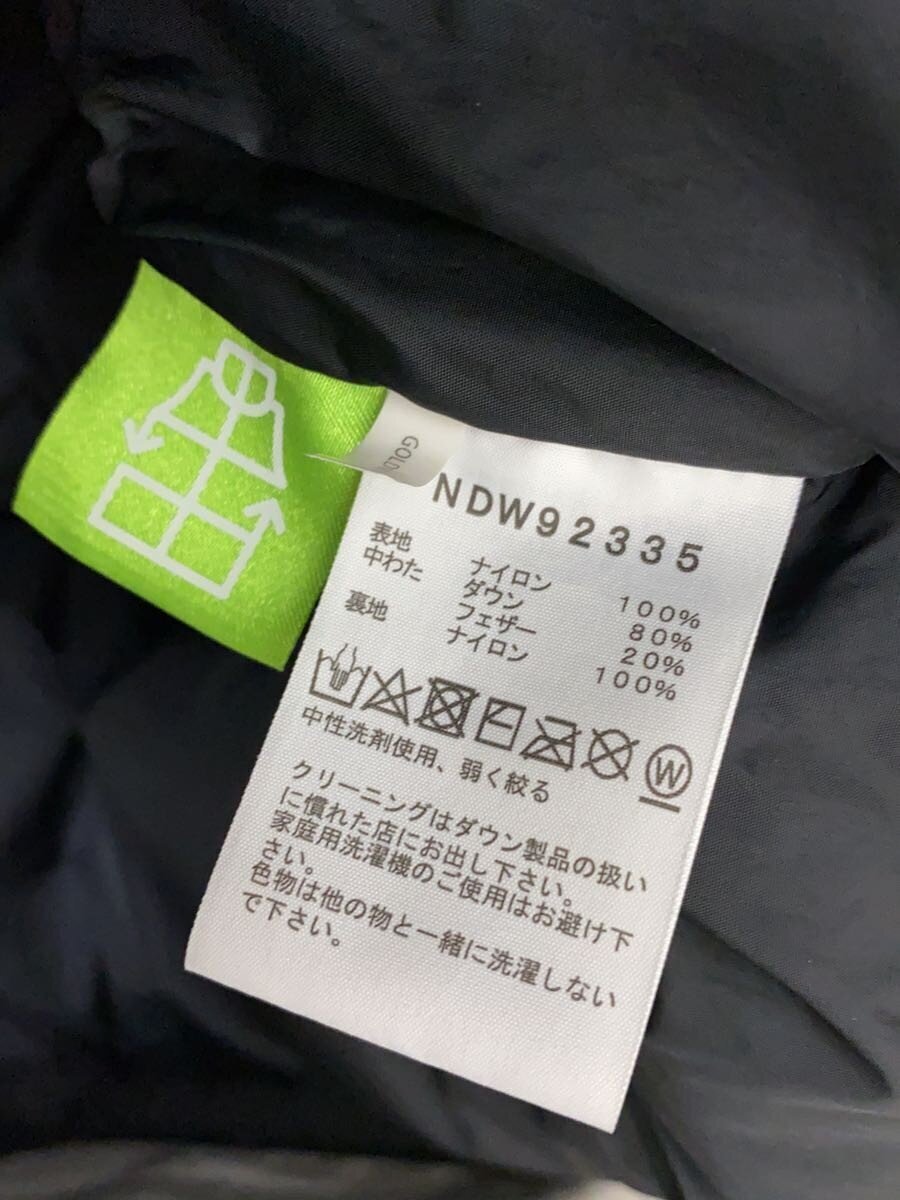 GOLD
NDW92335
表地 ナイロン 100%
中わた ダウン 80%
フェザー 20%
裏地 ナイロン 100%
中性洗剤使用、弱く絞る
W
クリーニングはダウン製品の扱い
に慣れた店にお出し下さい。
家庭用洗濯機のご使用はお避け下
さい。
色物は他の物と一緒に洗濯しない
で下さい。